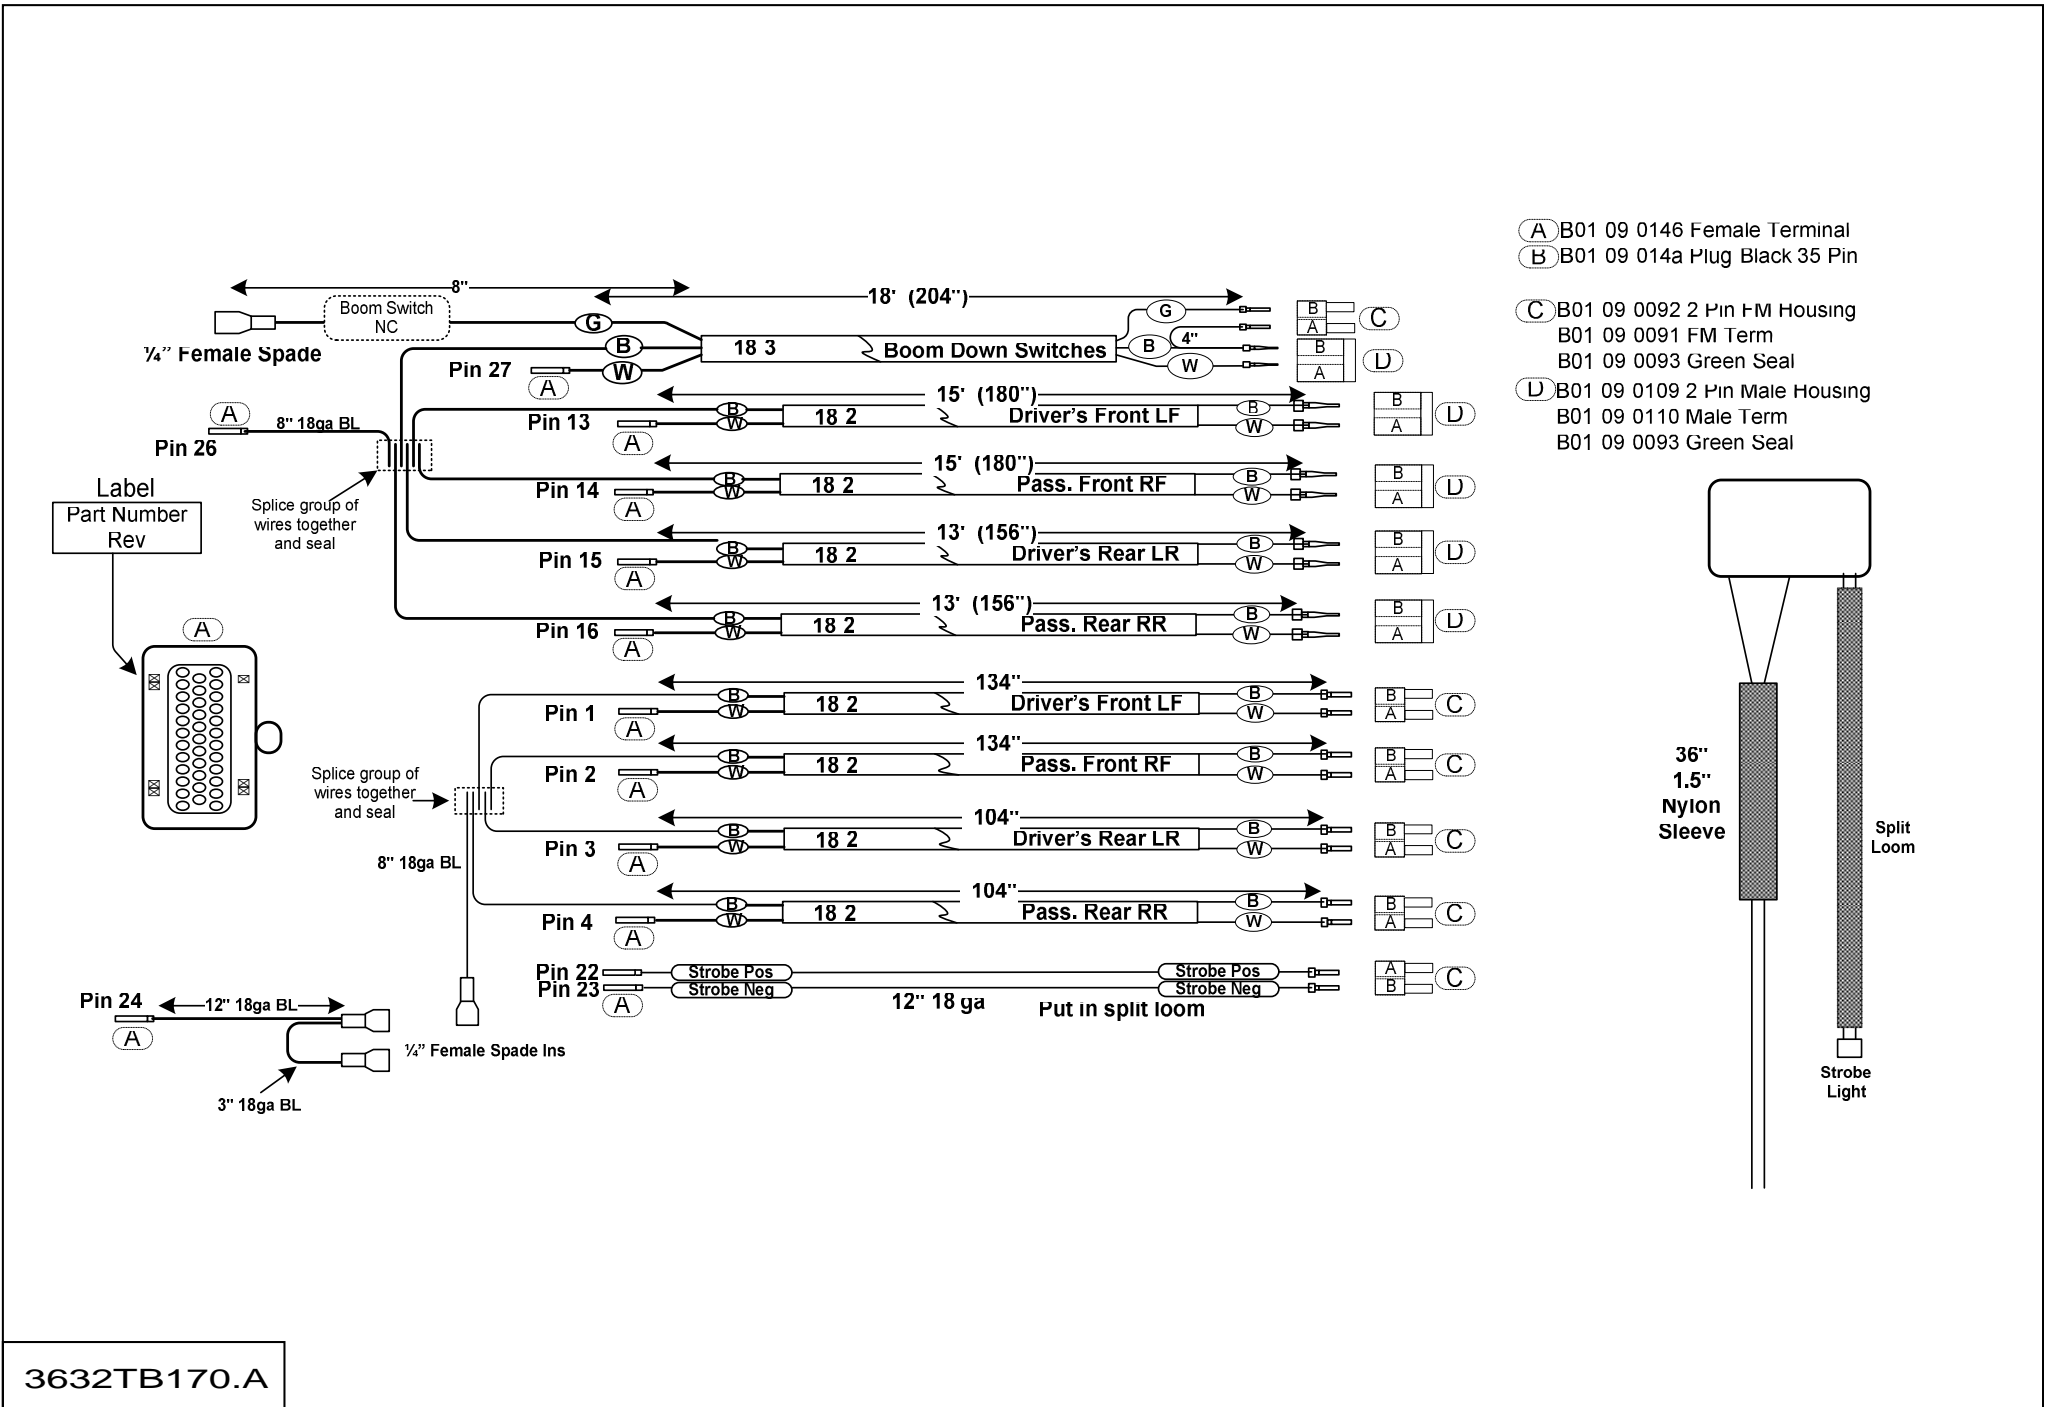 A B01 09 0146 Female Terminal
B B01 09 014a Plug Black 35 Pin
C B01 09 0092 2 Pin FM Housing
B01 09 0091 FM Term
B01 09 0093 Green Seal
D B01 09 0109 2 Pin Male Housing
B01 09 0110 Male Term
B01 09 0093 Green Seal
8"
18' (204")
Boom Switch
NC
G
¼" Female Spade
B
Pin 27
W
A
18 3
Boom Down Switches
G
B
4"
W
B
A
C
B
A
D
A
Pin 26
8" 18ga BL
Splice group of
wires together
and seal
15' (180")
Pin 13
A
B
W
18 2
Driver's Front LF
B
W
B
A
D
15' (180")
Pin 14
A
B
W
18 2
Pass. Front RF
B
W
B
A
D
13' (156")
Pin 15
A
B
W
18 2
Driver's Rear LR
B
W
B
A
D
13' (156")
Pin 16
A
B
W
18 2
Pass. Rear RR
B
W
B
A
D
Label
Part Number
Rev
A
134"
Pin 1
A
B
W
18 2
Driver's Front LF
B
W
B
A
C
134"
Pin 2
A
B
W
18 2
Pass. Front RF
B
W
B
A
C
Splice group of
wires together
and seal
8" 18ga BL
104"
Pin 3
A
B
W
18 2
Driver's Rear LR
B
W
B
A
C
104"
Pin 4
A
B
W
18 2
Pass. Rear RR
B
W
B
A
C
Pin 22
Strobe Pos
Strobe Pos
Pin 23
Strobe Neg
Strobe Neg
A
12" 18 ga
Put in split loom
A
B
C
Pin 24
12" 18ga BL
A
¼" Female Spade Ins
3" 18ga BL
36"
1.5"
Nylon
Sleeve
Split
Loom
Strobe
Light
3632TB170.A